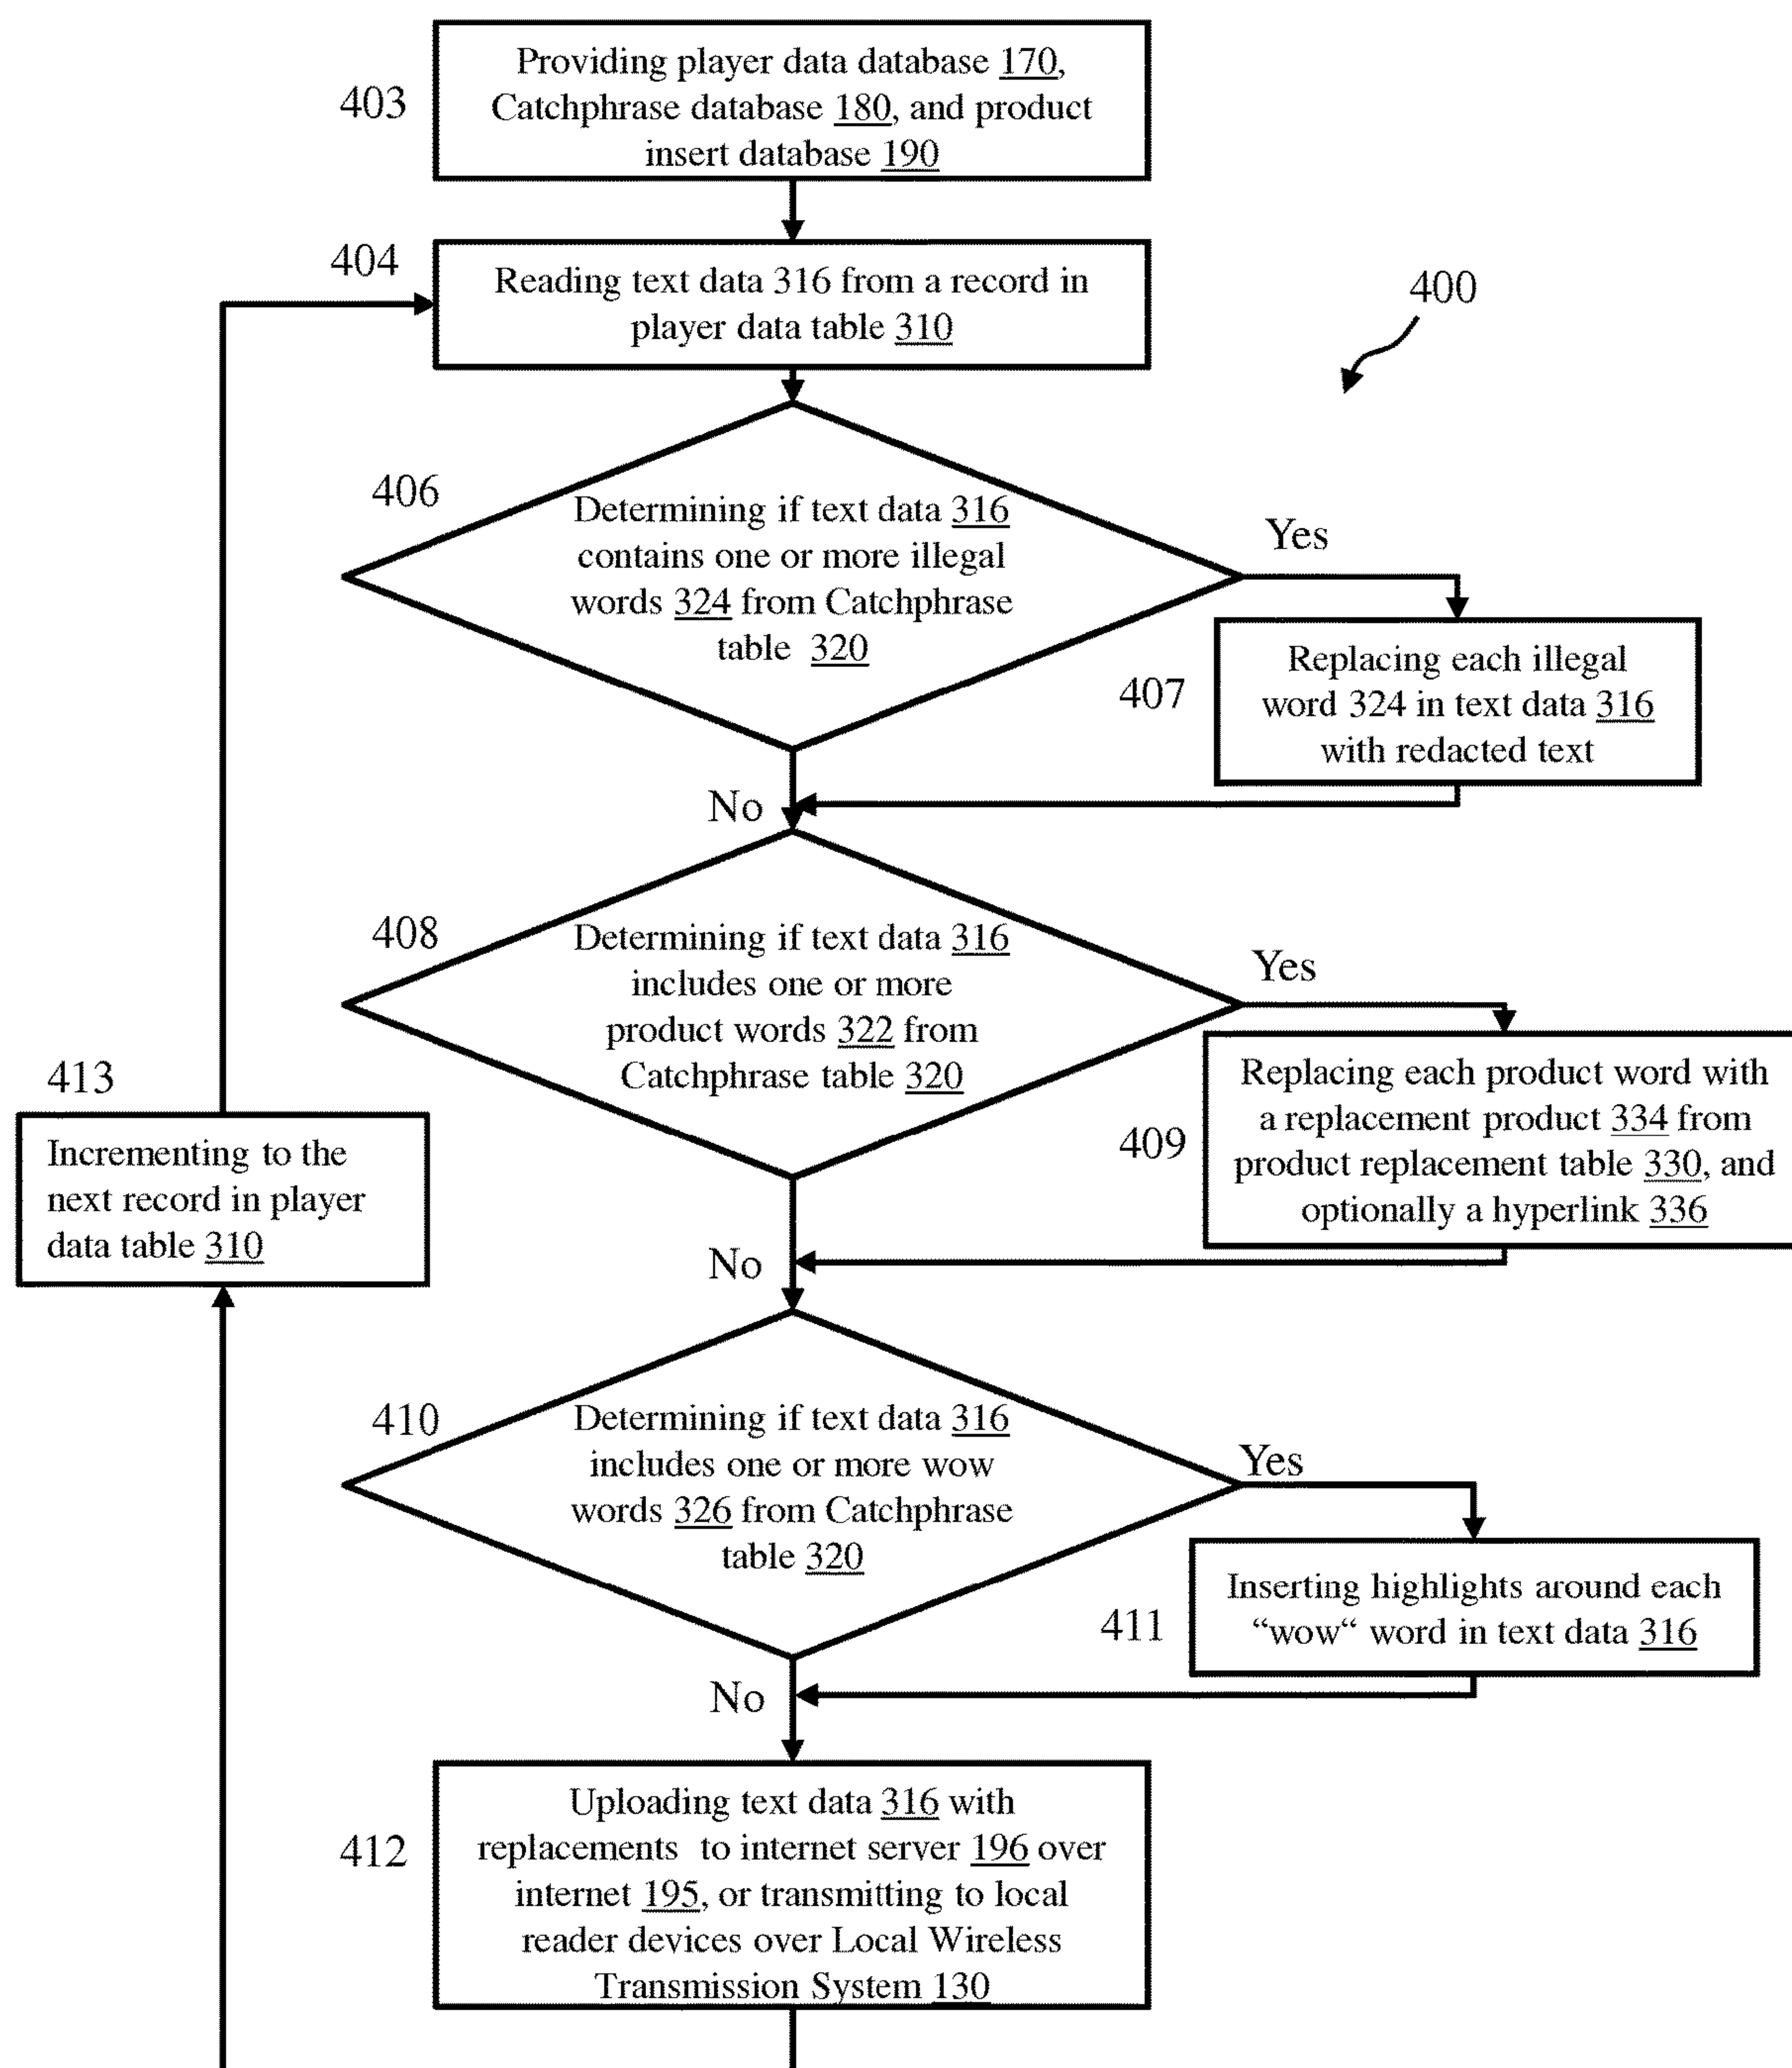 Providing player data database 170,
Catchphrase database 180, and product
insert database 190
403
404
Reading text data 316 from a record in
player data table 310
400
406
Determining if text data 316
contains one or more illegal
words 324 from Catchphrase
table 320
Yes
407
Replacing each illegal
word 324 in text data 316
with redacted text
No
408
Determining if text data 316
includes one or more
product words 322 from
Catchphrase table 320
Yes
409
Replacing each product word with
a replacement product 334 from
product replacement table 330, and
optionally a hyperlink 336
413
Incrementing to the
next record in player
data table 310
No
410
Determining if text data 316
includes one or more wow
words 326 from Catchphrase
table 320
Yes
411
Inserting highlights around each
“wow“ word in text data 316
No
412
Uploading text data 316 with
replacements to internet server 196 over
internet 195, or transmitting to local
reader devices over Local Wireless
Transmission System 130